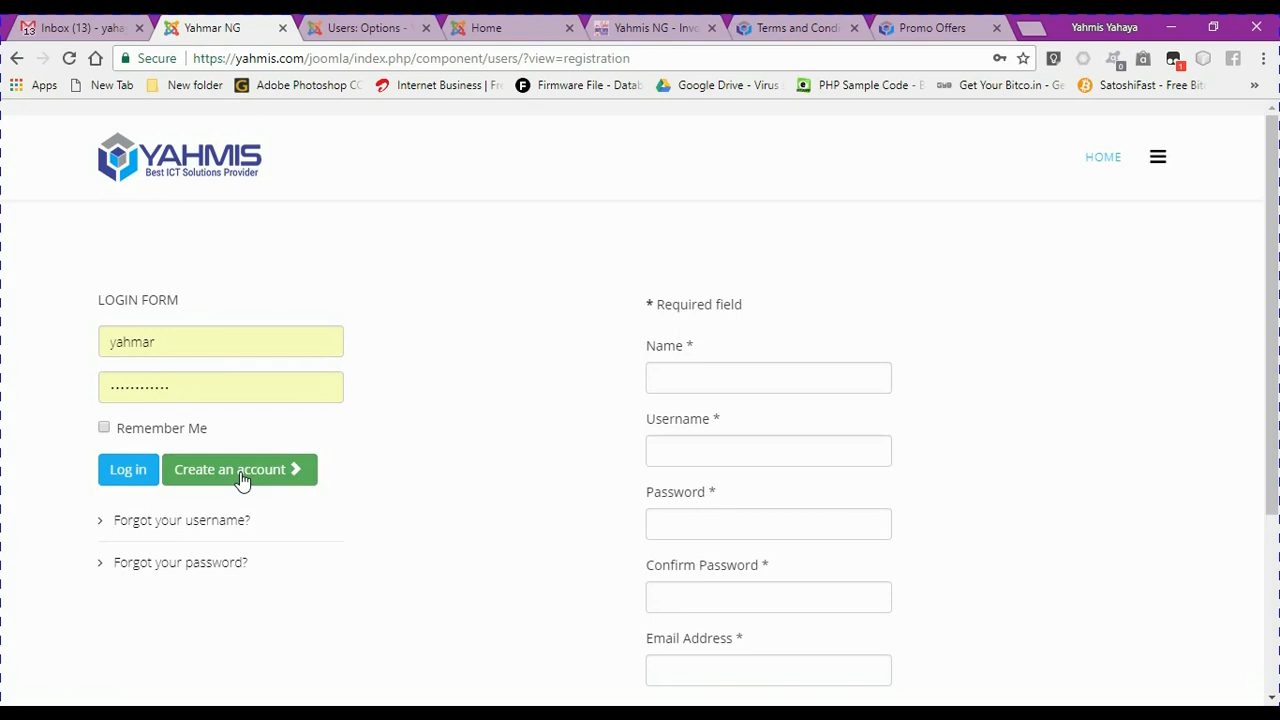 Inbox (13) - yaha
Yahmar NG
Users: Options -
Home
Yahmis NG - Invo
Terms and Condi
Promo Offers
Yahmis Yahaya
Secure
https://yahmis.com/joomla/index.php/component/users/?view=registration
Apps
New Tab
New folder
Adobe Photoshop CC
Internet Business | Fr
Firmware File - Datab
Google Drive - Virus
PHP Sample Code - E
Get Your Bitco.in - Ge
SatoshiFast - Free Bit
YAHMIS
Best ICT Solutions Provider
HOME
LOGIN FORM
yahmar
Remember Me
Log in
Create an account
Forgot your username?
Forgot your password?
* Required field
Name *
Username *
Password *
Confirm Password *
Email Address *